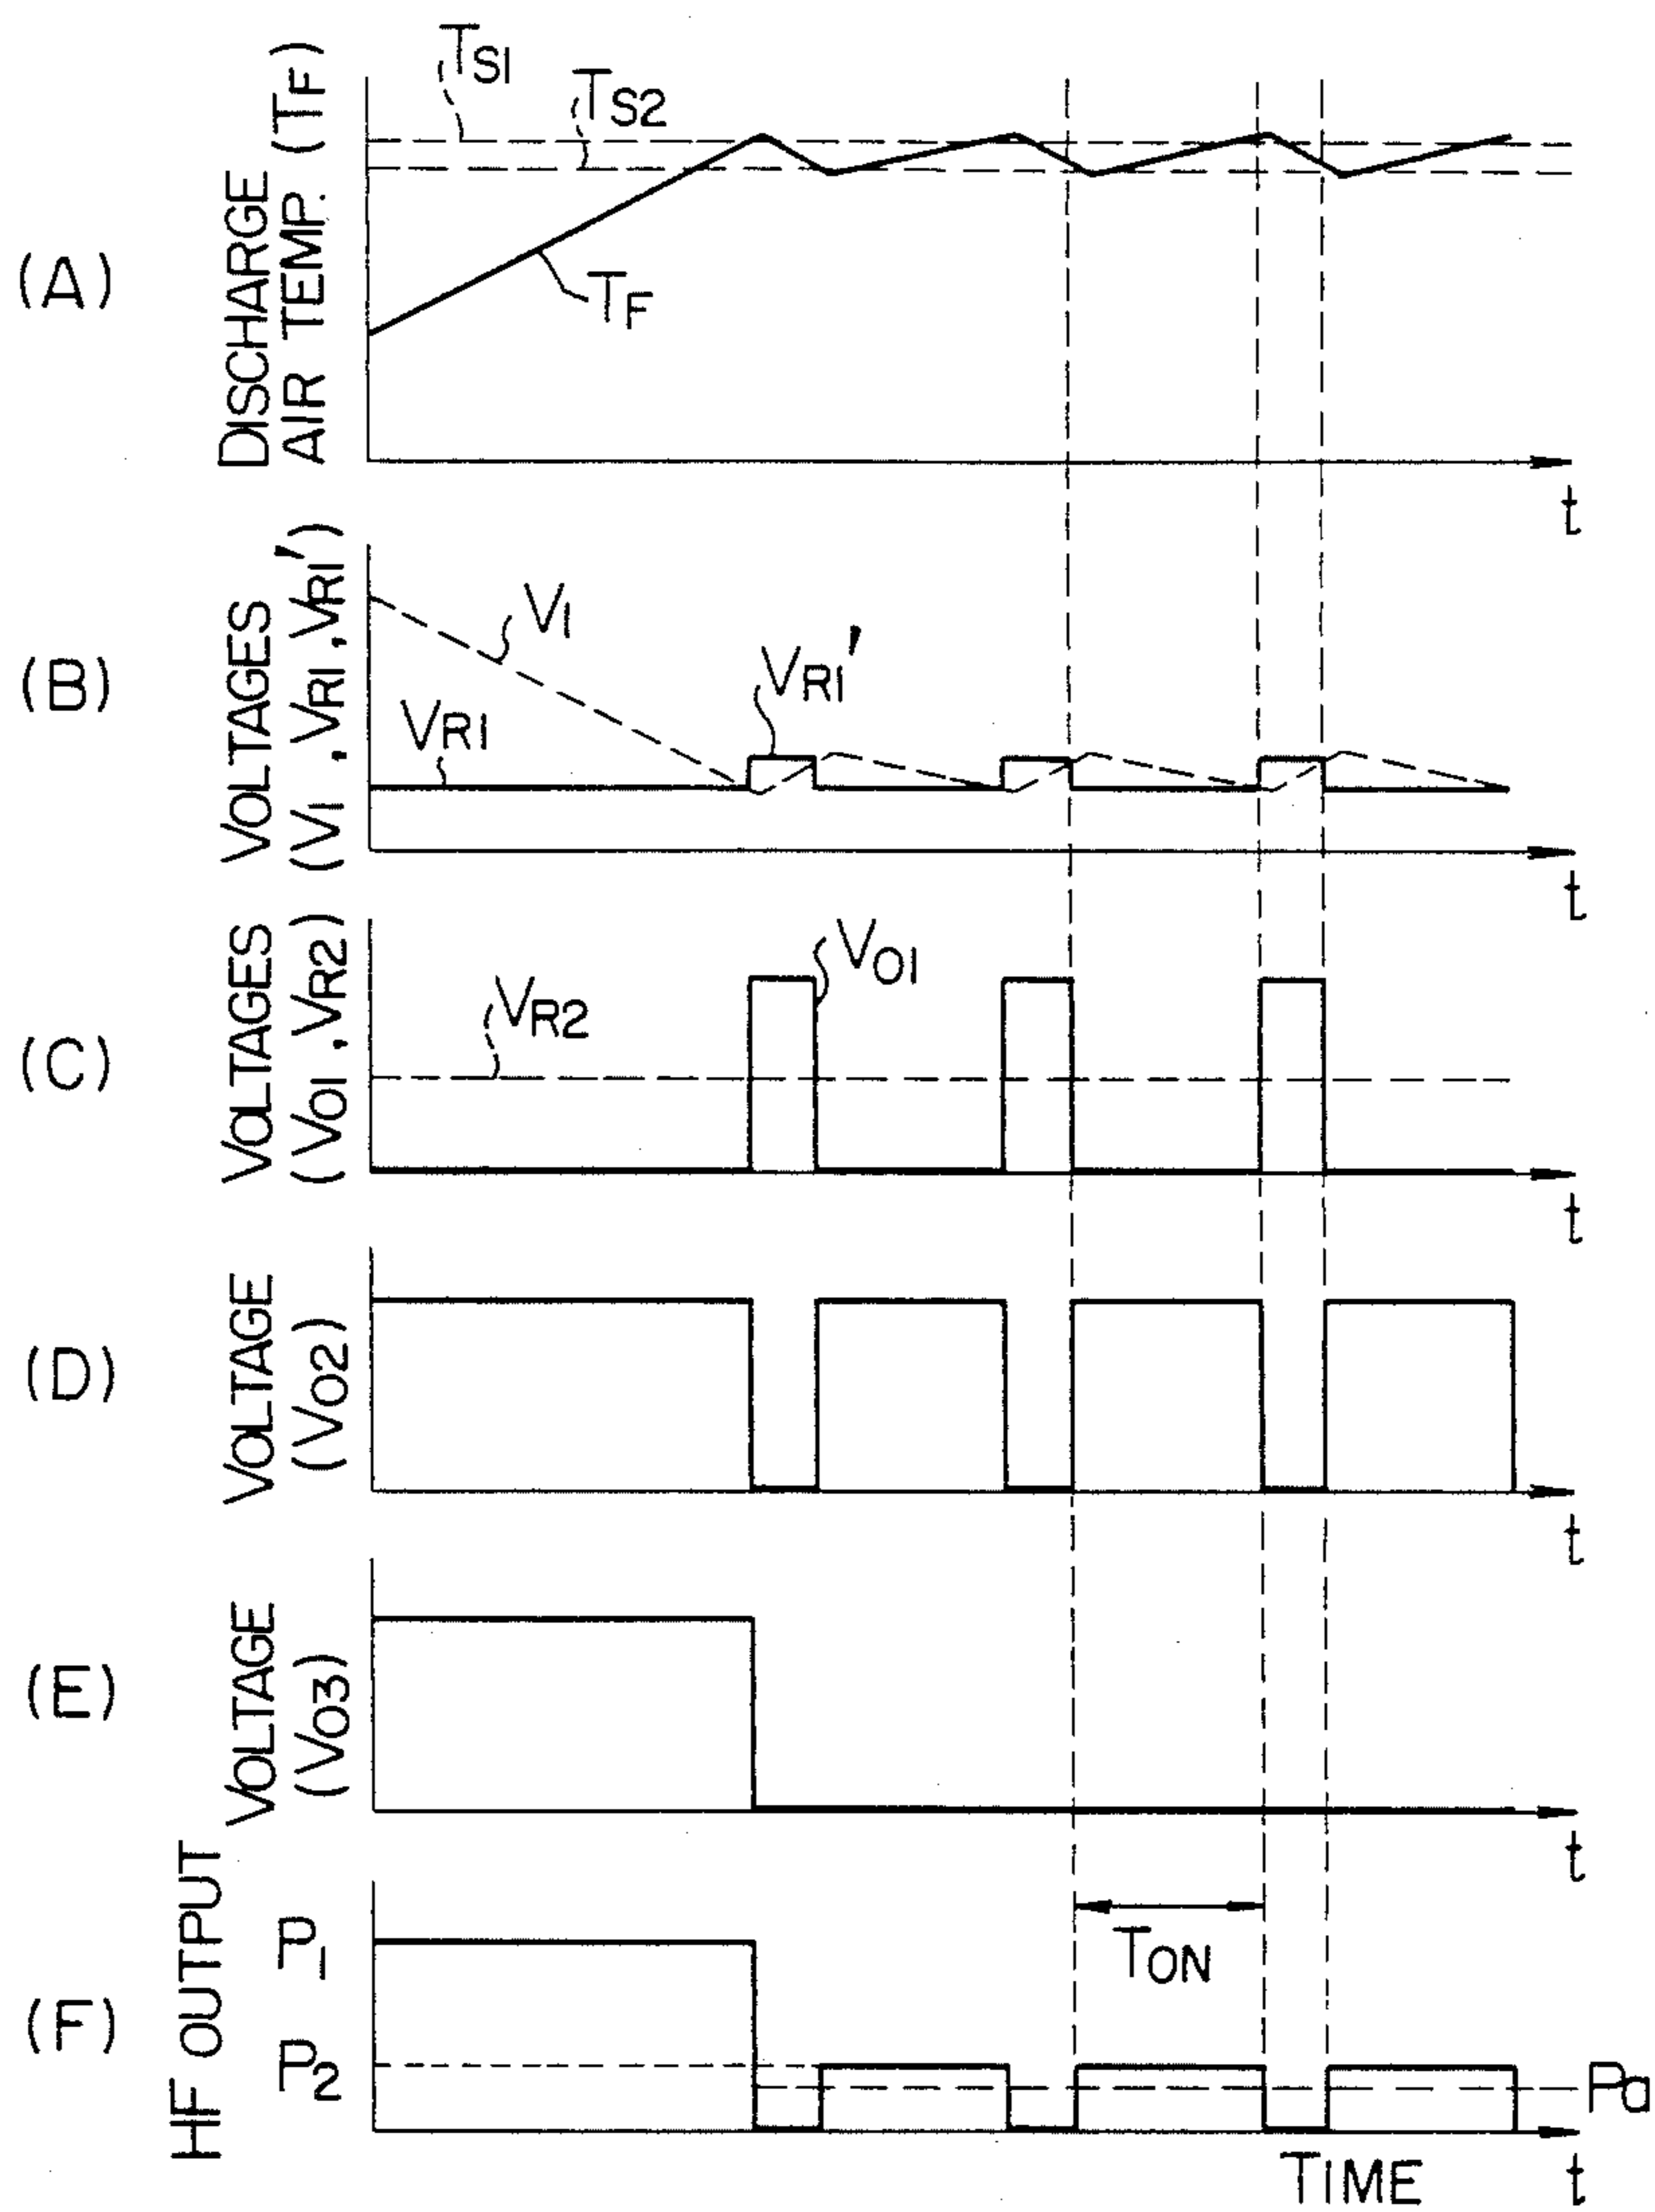 (A)
DISCHARGE
AIR TEMP. (TF)
TS1
TS2
TF
t
(B)
VOLTAGES
(V1, VR1, VR1')
V1
VR1
VR1'
t
(C)
VOLTAGES
(VO1, VR2)
VR2
VO1
t
(D)
VOLTAGE
(VO2)
t
(E)
VOLTAGE
(VO3)
t
(F)
HF OUTPUT
P1
P2
TON
Pa
TIME
t